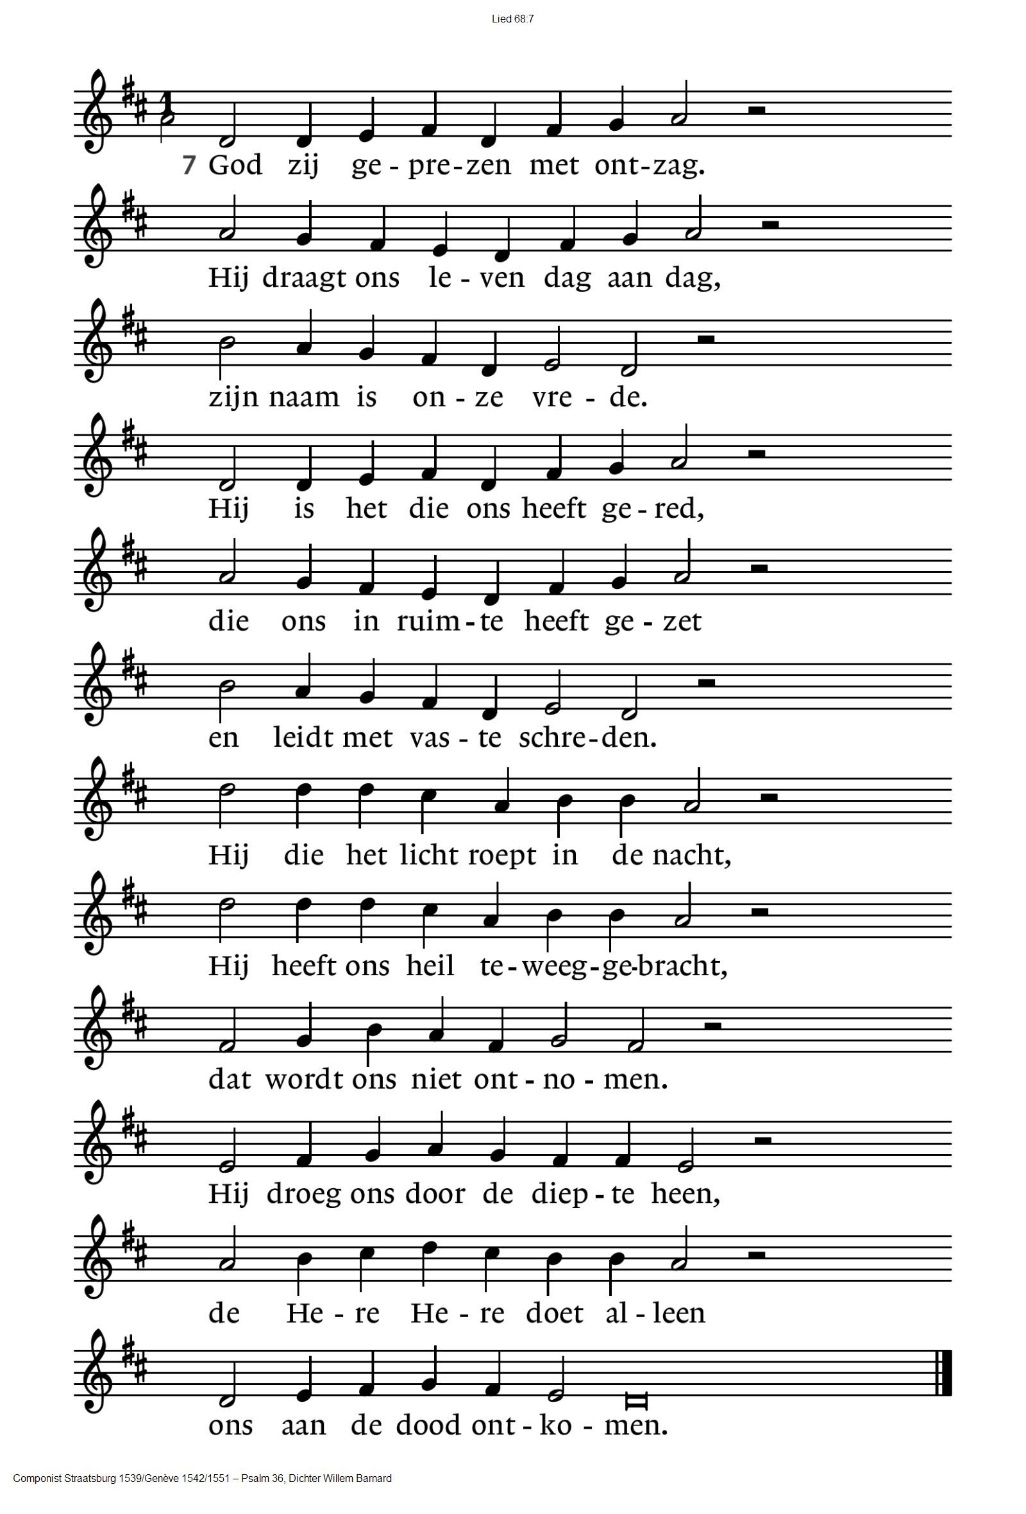 Lied 68:7
1
7 God zij ge - pre - zen met ont - zag.
Hij draagt ons le - ven dag aan dag,
zijn naam is on - ze vre - de.
Hij is het die ons heeft ge - red,
die ons in ruim - te heeft ge - zet
en leidt met vas - te schre - den.
Hij die het licht roept in de nacht,
Hij heeft ons heil te - weeg - ge - bracht,
dat wordt ons niet ont - no - men.
Hij droeg ons door de diep - te heen,
de He - re He - re doet al - leen
ons aan de dood ont - ko - men.
Componist Straatsburg 1539/Genève 1542/1551 – Psalm 36, Dichter Willem Barnard